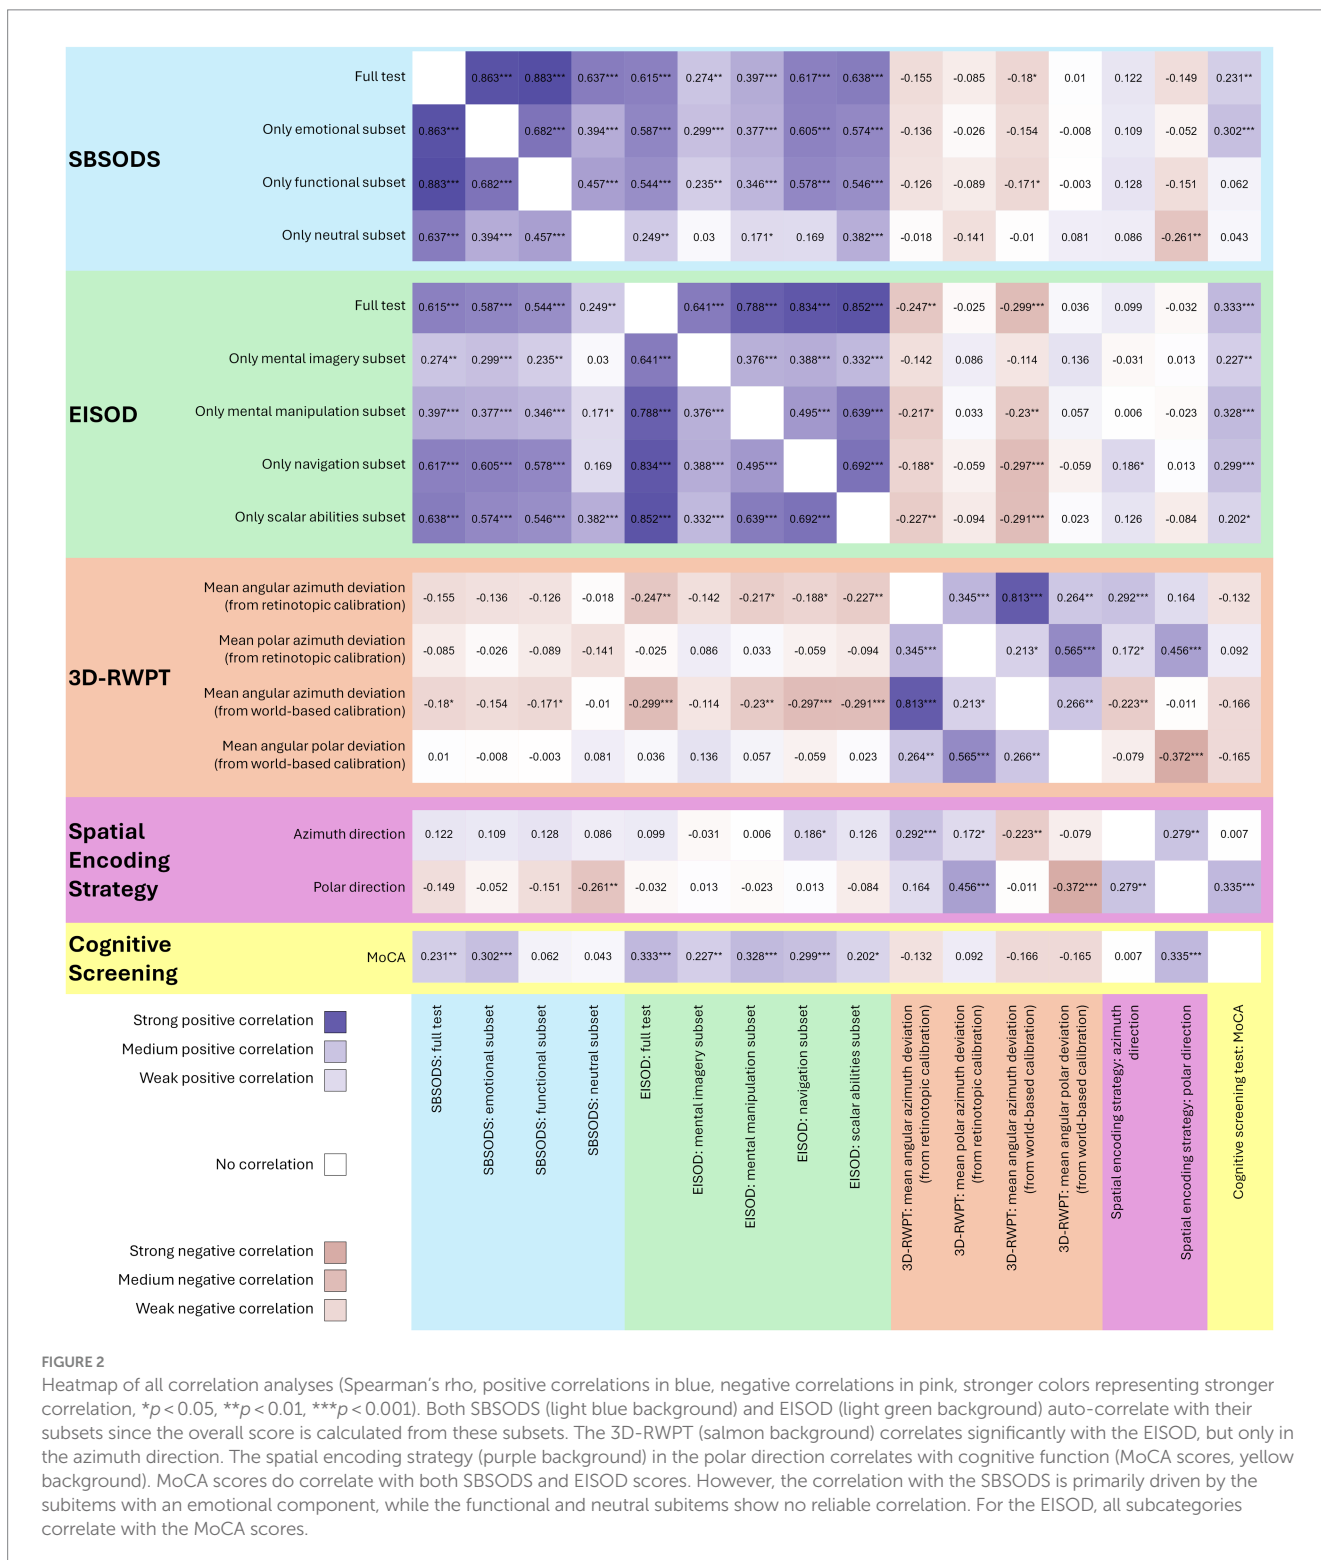 Full test 0.863*** 0.883*** 0.637*** 0.615*** 0.274** 0.397*** 0.617*** 0.638*** -0.155 -0.085 -0.18* 0.01 0.122 -0.149 0.231**
Only emotional subset 0.863*** 0.682*** 0.394*** 0.587*** 0.299*** 0.377*** 0.605*** 0.574*** -0.136 -0.026 -0.154 -0.008 0.109 -0.052 0.302***
SBSODS
Only functional subset 0.883*** 0.682*** 0.457*** 0.544*** 0.235** 0.346*** 0.578*** 0.546*** -0.126 -0.089 -0.171* -0.003 0.128 -0.151 0.062
Only neutral subset 0.637*** 0.394*** 0.457*** 0.249** 0.03 0.171* 0.169 0.382*** -0.018 -0.141 -0.01 0.081 0.086 -0.261** 0.043
Full test 0.615*** 0.587*** 0.544*** 0.249** 0.641*** 0.788*** 0.834*** 0.852*** -0.247** -0.025 -0.299*** 0.036 0.099 -0.032 0.333***
Only mental imagery subset 0.274** 0.299*** 0.235** 0.03 0.641*** 0.376*** 0.388*** 0.332*** -0.142 0.086 -0.114 0.136 -0.031 0.013 0.227**
EISOD
Only mental manipulation subset 0.397*** 0.377*** 0.346*** 0.171* 0.788*** 0.376*** 0.495*** 0.639*** -0.217* 0.033 -0.23** 0.057 0.006 -0.023 0.328***
Only navigation subset 0.617*** 0.605*** 0.578*** 0.169 0.834*** 0.388*** 0.495*** 0.692*** -0.188* -0.059 -0.297*** -0.059 0.186* 0.013 0.299***
Only scalar abilities subset 0.638*** 0.574*** 0.546*** 0.382*** 0.852*** 0.332*** 0.639*** 0.692*** -0.227** -0.094 -0.291*** 0.023 0.126 -0.084 0.202*
Mean angular azimuth deviation
(from retinotopic calibration) -0.155 -0.136 -0.126 -0.018 -0.247** -0.142 -0.217* -0.188* -0.227** 0.345*** 0.813*** 0.264** 0.292*** 0.164 -0.132
Mean polar azimuth deviation
(from retinotopic calibration) -0.085 -0.026 -0.089 -0.141 -0.025 0.086 0.033 -0.059 -0.094 0.345*** 0.213* 0.565*** 0.172* 0.456*** 0.092
3D-RWPT
Mean angular azimuth deviation
(from world-based calibration) -0.18* -0.154 -0.171* -0.01 -0.299*** -0.114 -0.23** -0.297*** -0.291*** 0.813*** 0.213* 0.266** -0.223** -0.011 -0.166
Mean angular polar deviation
(from world-based calibration) 0.01 -0.008 -0.003 0.081 0.036 0.136 0.057 -0.059 0.023 0.264** 0.565*** 0.266** -0.079 -0.372*** -0.165
Spatial
Encoding
Strategy
Azimuth direction 0.122 0.109 0.128 0.086 0.099 -0.031 0.006 0.186* 0.126 0.292*** 0.172* -0.223** -0.079 0.279** 0.007
Polar direction -0.149 -0.052 -0.151 -0.261** -0.032 0.013 -0.023 0.013 -0.084 0.164 0.456*** -0.011 -0.372*** 0.279** 0.335***
Cognitive
Screening
MoCA 0.231** 0.302*** 0.062 0.043 0.333*** 0.227** 0.328*** 0.299*** 0.202* -0.132 0.092 -0.166 -0.165 0.007 0.335***
Strong positive correlation
Medium positive correlation
Weak positive correlation
No correlation
Strong negative correlation
Medium negative correlation
Weak negative correlation
SBSODS: full test
SBSODS: emotional subset
SBSODS: functional subset
SBSODS: neutral subset
EISOD: full test
EISOD: mental imagery subset
EISOD: mental manipulation subset
EISOD: navigation subset
EISOD: scalar abilities subset
3D-RWPT: mean angular azimuth deviation
(from retinotopic calibration)
3D-RWPT: mean polar azimuth deviation
(from retinotopic calibration)
3D-RWPT: mean angular azimuth deviation
(from world-based calibration)
3D-RWPT: mean angular polar deviation
(from world-based calibration)
Spatial encoding strategy: azimuth
direction
Spatial encoding strategy: polar direction
Cognitive screening test: MoCA
FIGURE 2
Heatmap of all correlation analyses (Spearman's rho, positive correlations in blue, negative correlations in pink, stronger colors representing stronger
correlation, *p < 0.05, **p < 0.01, ***p < 0.001). Both SBSODS (light blue background) and EISOD (light green background) auto-correlate with their
subsets since the overall score is calculated from these subsets. The 3D-RWPT (salmon background) correlates significantly with the EISOD, but only in
the azimuth direction. The spatial encoding strategy (purple background) in the polar direction correlates with cognitive function (MoCA scores, yellow
background). MoCA scores do correlate with both SBSODS and EISOD scores. However, the correlation with the SBSODS is primarily driven by the
subitems with an emotional component, while the functional and neutral subitems show no reliable correlation. For the EISOD, all subcategories
correlate with the MoCA scores.